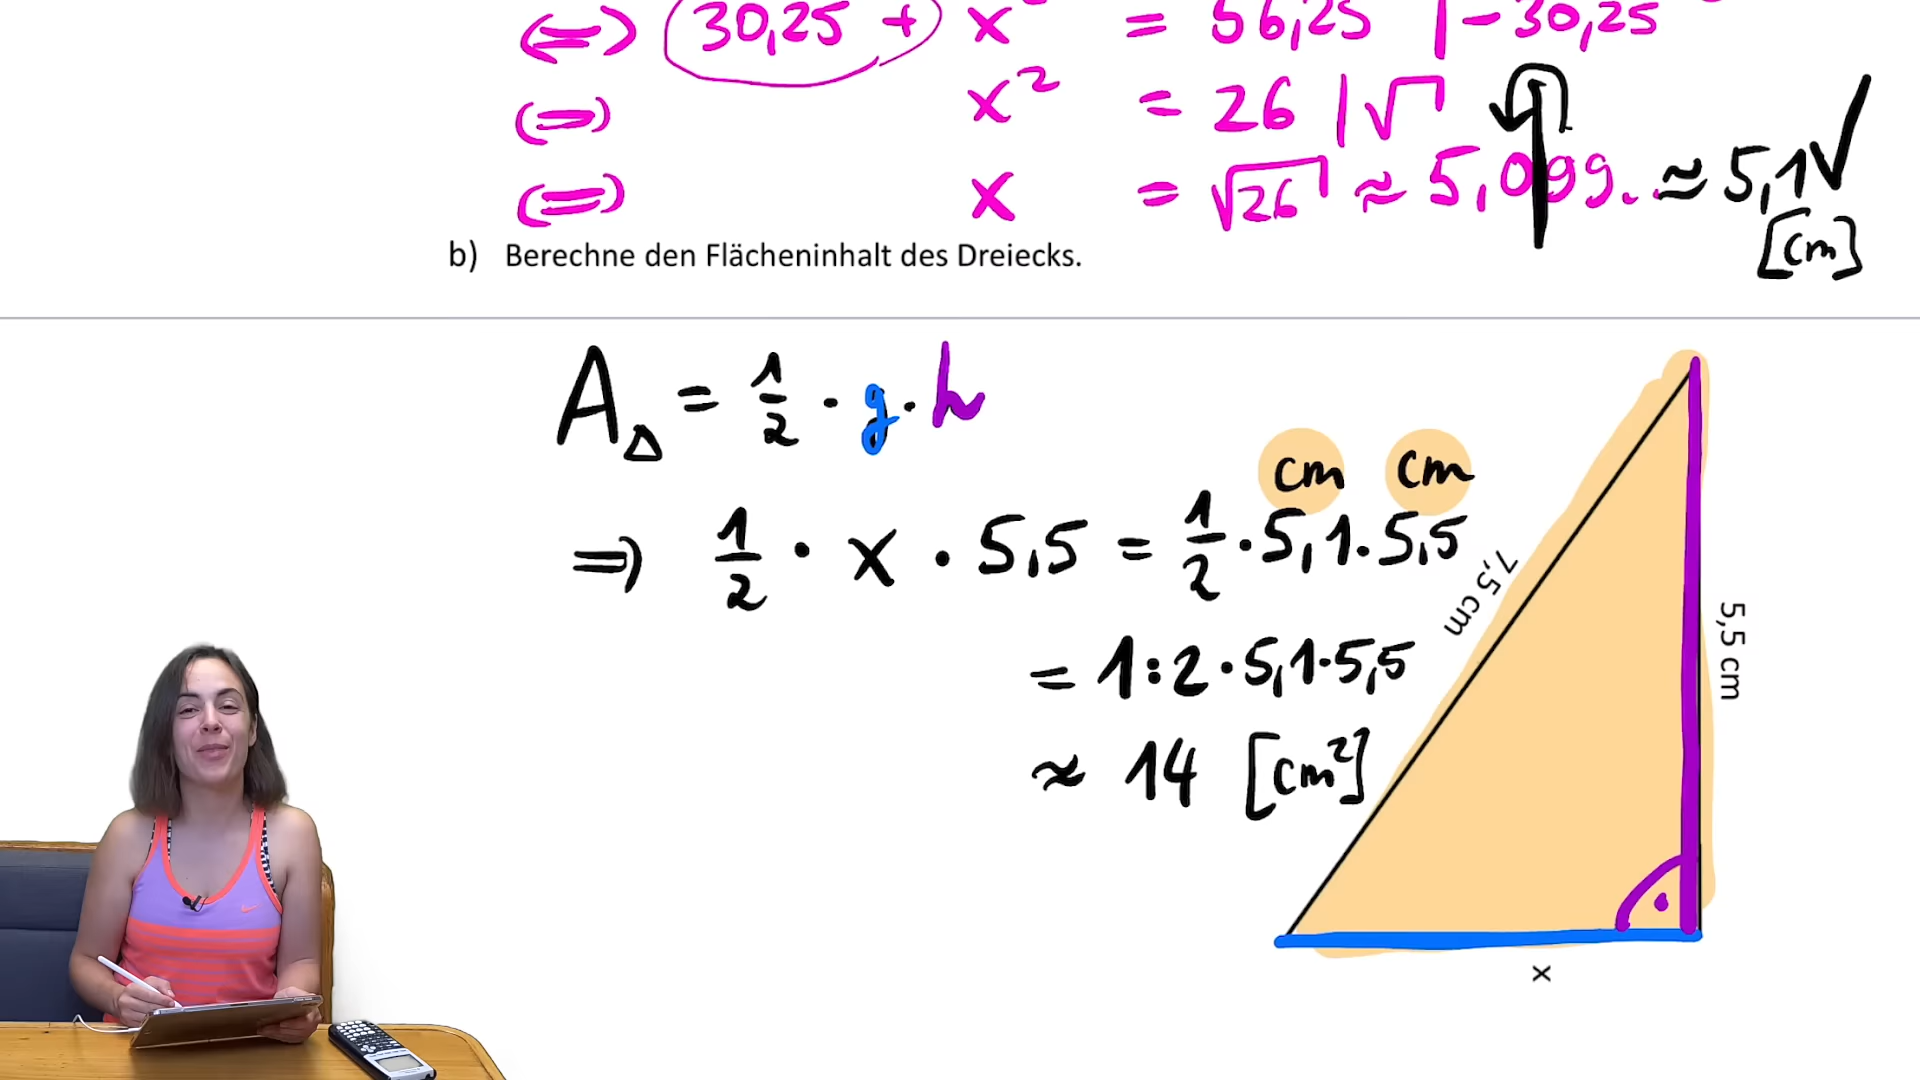 (=) 30,25 + x² = 56,25 |-30,25
(=) x² = 26 |√
(=) x = √26 ≈ 5,099. ≈ 5,1✓
[cm]
b) Berechne den Flächeninhalt des Dreiecks.
A△ = 1/2 · g · h
cm cm
⇒ 1/2 · x · 5,5 = 1/2 · 5,1 · 5,5
= 1:2 · 5,1 · 5,5
≈ 14 [cm²]
7,5 cm
5,5 cm
x